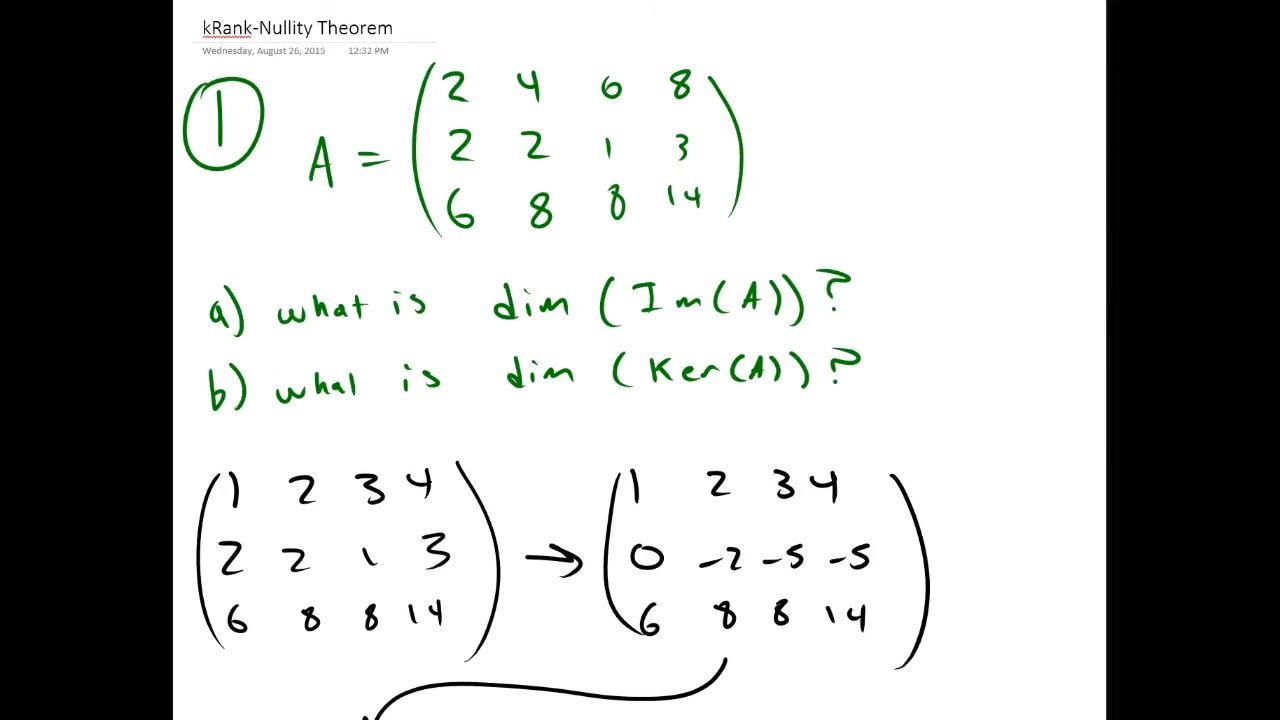 kRank-Nullity Theorem
Wednesday, August 26, 2015 12:32 PM
2 4 6 8
1 A = 2 2 1 3
6 8 8 14
a) what is dim (Im(A))?
b) what is dim (Ker(A))?
1 2 3 4 1 2 3 4
2 2 1 3 → 0 -2 -5 -5
6 8 8 14 6 8 8 14